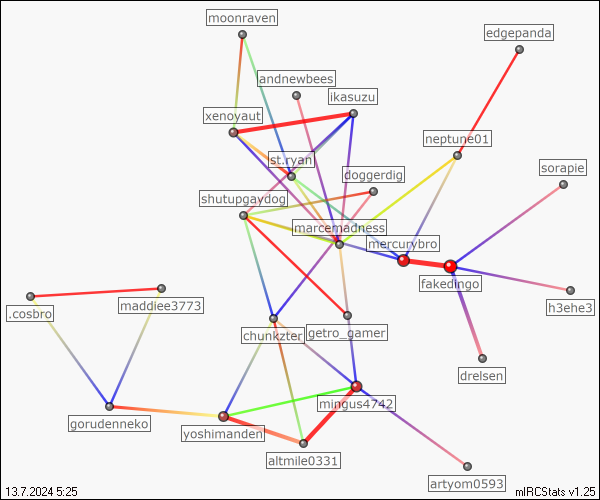 moonraven
edgepanda
andnewbees
ikasuzu
xenoyaut
neptune01
st.ryan
sorapie
doggerdig
shutupgaydog
marcemadness
mercurybro
fakedingo
maddiee3773
.cosbro
h3ehe3
chunkzter
getro_gamer
drelsen
mingus4742
gorudenneko
yoshimanden
altmile0331
artyom0593
13.7.2024 5:25
mIRCStats v1.25